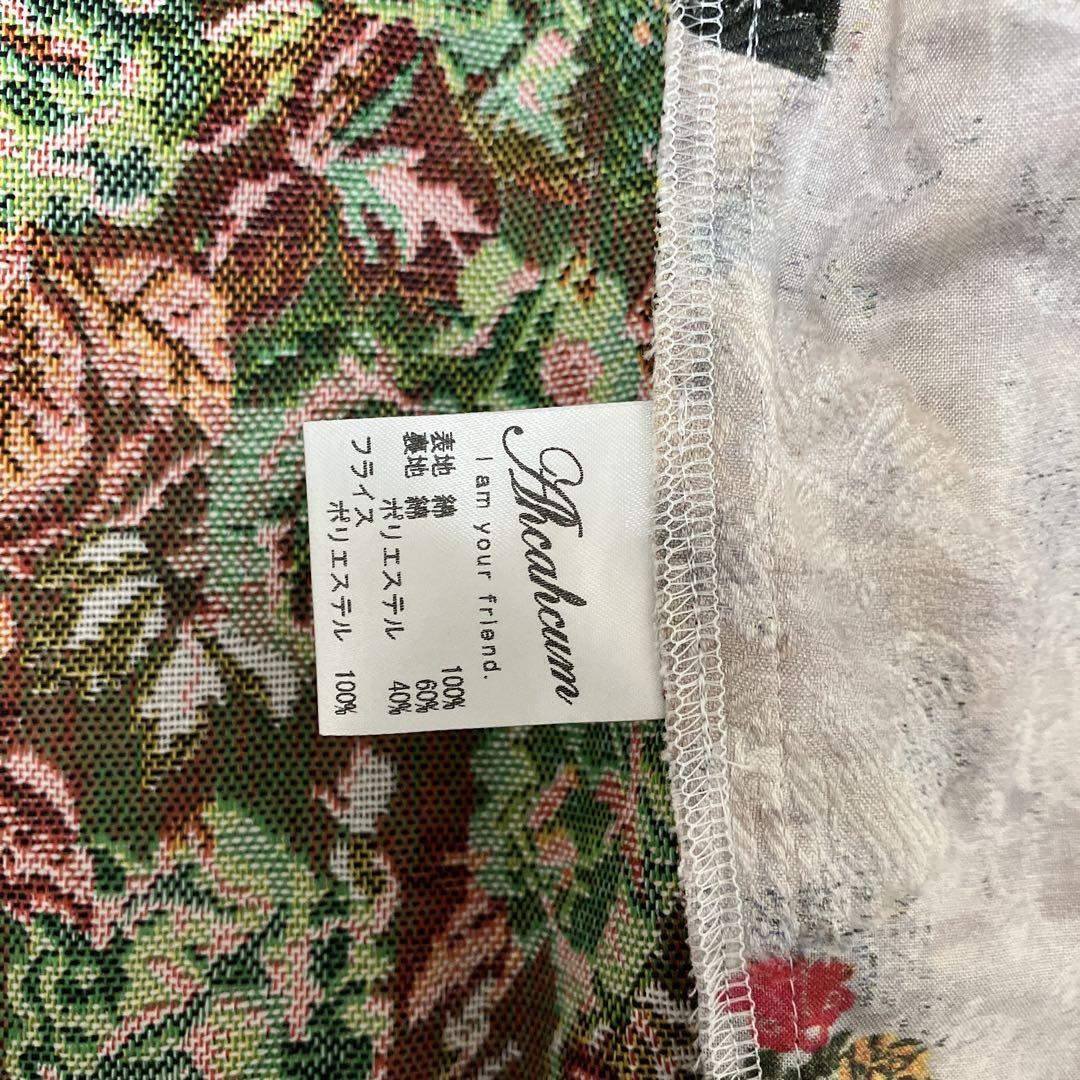 Ahcahcum
I am your friend.
表地 綿 100%
裏地 綿 60%
ポリエステル 40%
フライス ポリエステル 100%